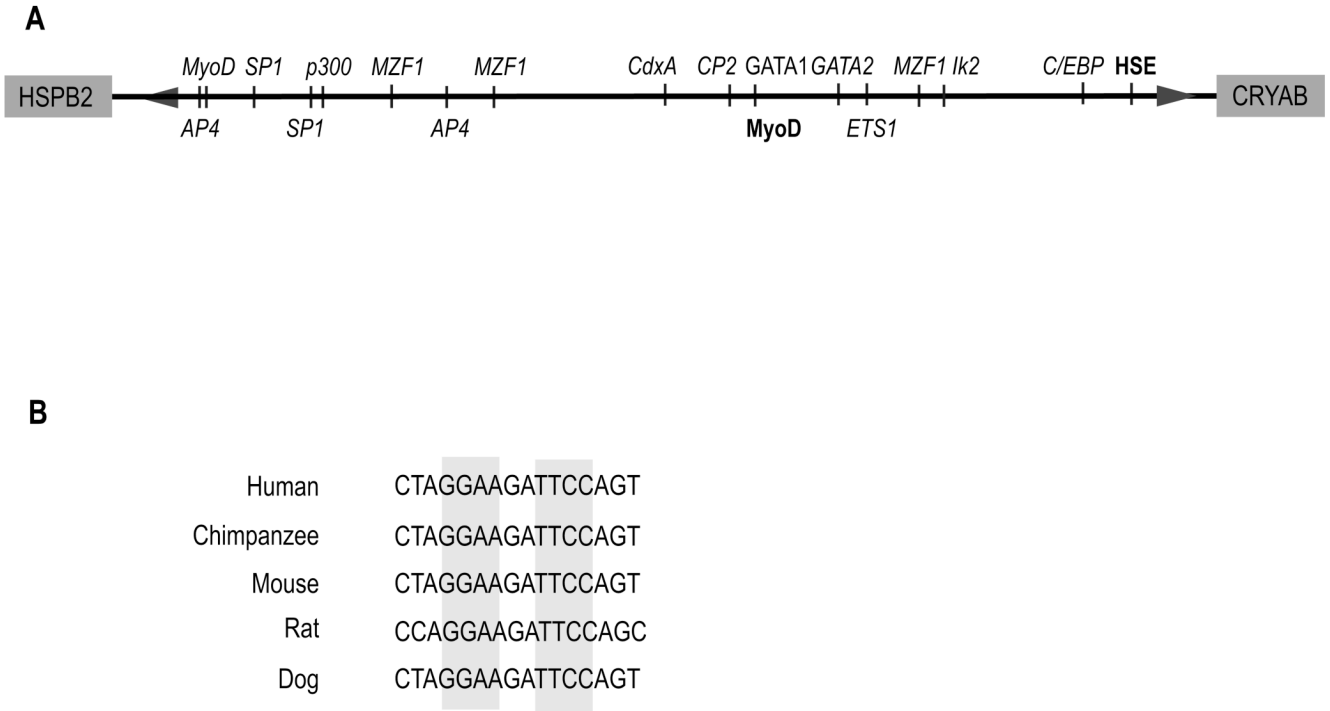 A
MyoD SP1 p300 MZF1 MZF1 CdxA CP2 GATA1 GATA2 MZF1 Ik2 C/EBP HSE
HSPB2 CRYAB
AP4 SP1 AP4 MyoD ETS1
B
Human CTAGGAAGATTCCAGT
Chimpanzee CTAGGAAGATTCCAGT
Mouse CTAGGAAGATTCCAGT
Rat CCAGGAAGATTCCAGC
Dog CTAGGAAGATTCCAGT